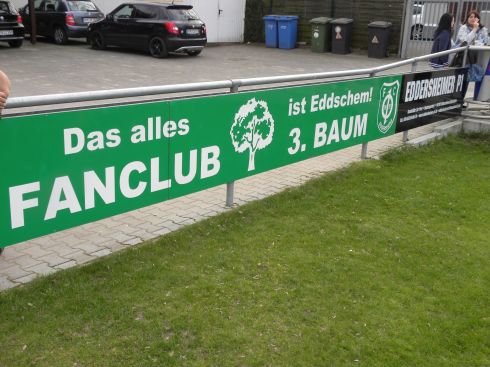 Das alles
FANCLUB
ist Eddschem!
3. BAUM
EDDERSHEIMER